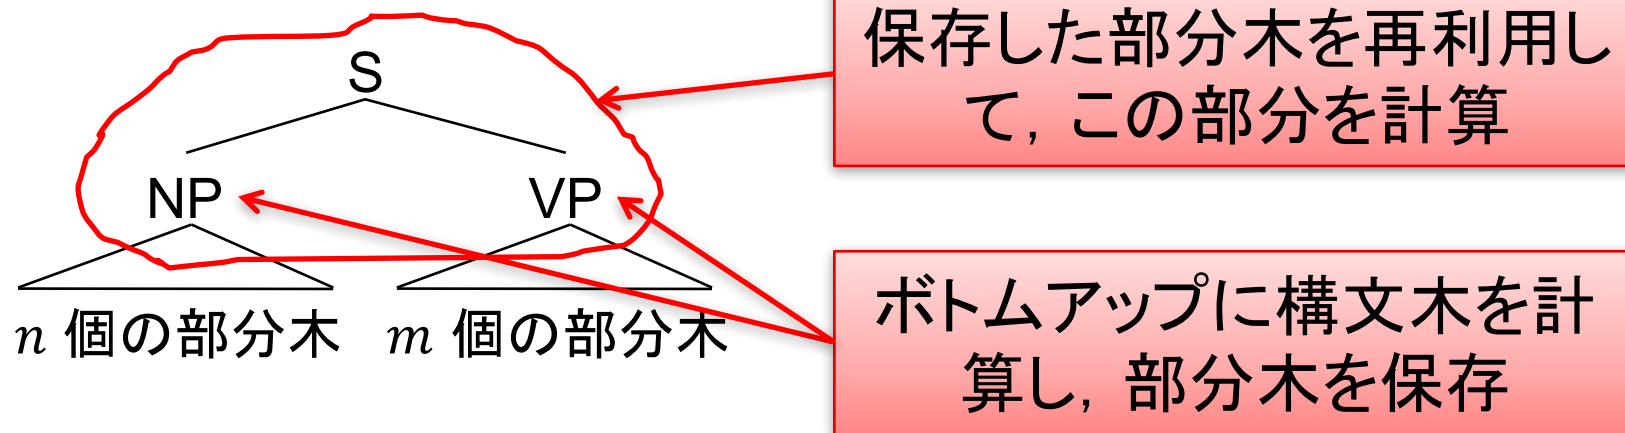 S
NP
VP
n 個の部分木
m 個の部分木
保存した部分木を再利用し
て，この部分を計算
ボトムアップに構文木を計
算し，部分木を保存